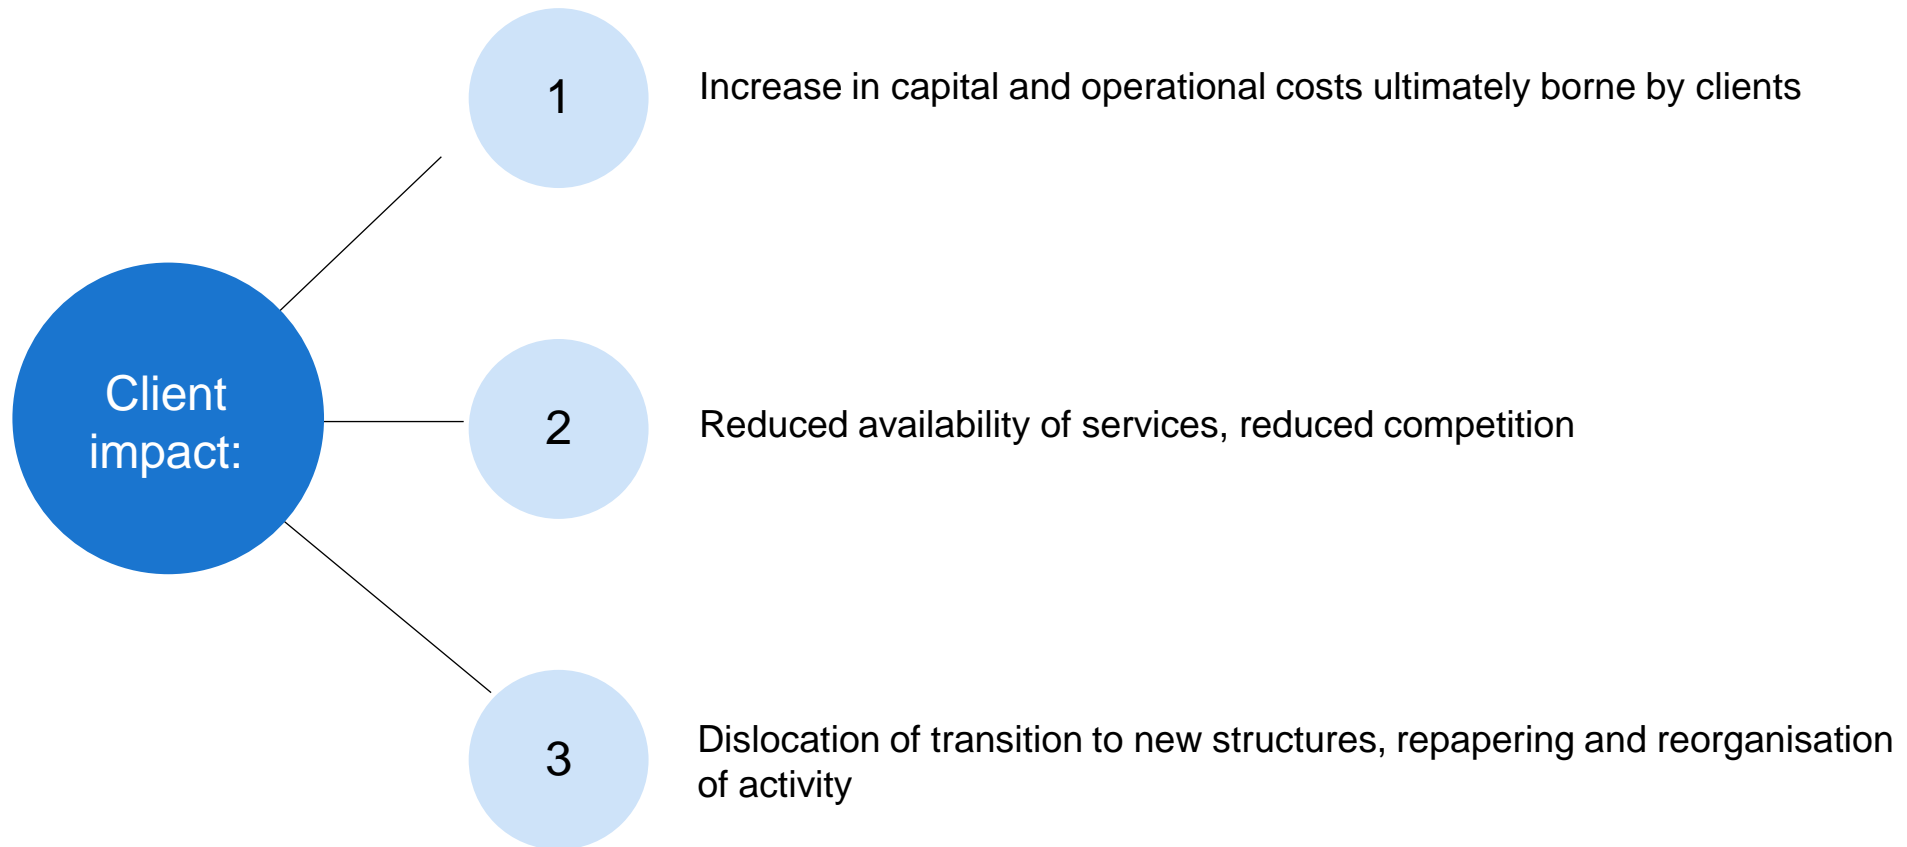 1
Increase in capital and operational costs ultimately borne by clients
Client
impact:
2
Reduced availability of services, reduced competition
3
Dislocation of transition to new structures, repapering and reorganisation
of activity